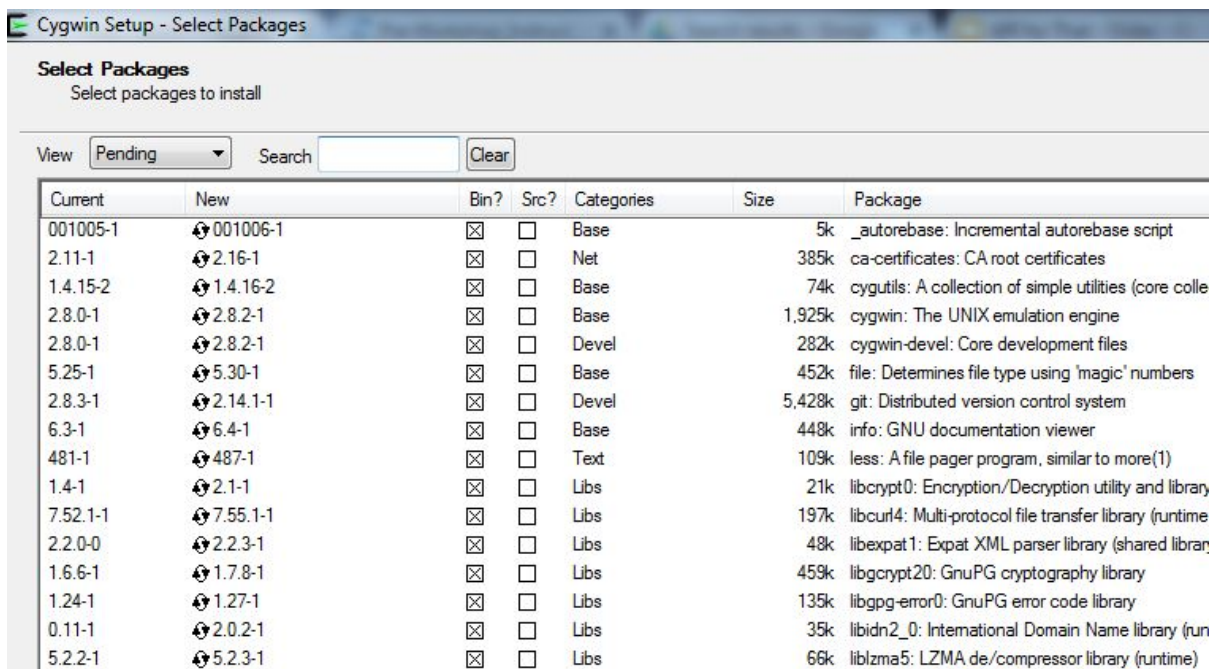 Cygwin Setup - Select Packages
Select Packages
Select packages to install
View Pending Search Clear
Current New Bin? Src? Categories Size Package
001005-1 001006-1 Base 5k _autorebase: Incremental autorebase script
2.11-1 2.16-1 Net 385k ca-certificates: CA root certificates
1.4.15-2 1.4.16-2 Base 74k cygutils: A collection of simple utilities (core colle
2.8.0-1 2.8.2-1 Base 1,925k cygwin: The UNIX emulation engine
2.8.0-1 2.8.2-1 Devel 282k cygwin-devel: Core development files
5.25-1 5.30-1 Base 452k file: Determines file type using 'magic' numbers
2.8.3-1 2.14.1-1 Devel 5,428k git: Distributed version control system
6.3-1 6.4-1 Base 448k info: GNU documentation viewer
481-1 487-1 Text 109k less: A file pager program, similar to more(1)
1.4-1 2.1-1 Libs 21k libcrypt0: Encryption/Decryption utility and library
7.52.1-1 7.55.1-1 Libs 197k libcurl4: Multi-protocol file transfer library (runtime
2.2.0-0 2.2.3-1 Libs 48k libexpat1: Expat XML parser library (shared library
1.6.6-1 1.7.8-1 Libs 459k libgcrypt20: GnuPG cryptography library
1.24-1 1.27-1 Libs 135k libgpg-error0: GnuPG error code library
0.11-1 2.0.2-1 Libs 35k libidn2_0: International Domain Name library (run
5.2.2-1 5.2.3-1 Libs 66k liblzma5: LZMA de/compressor library (runtime)